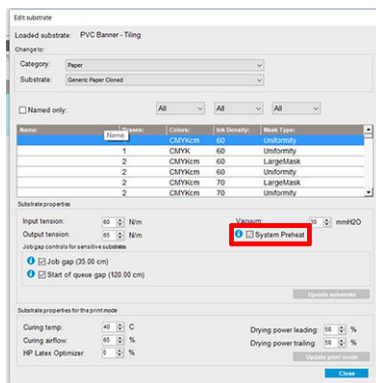 Edit substrate
Loaded substrate: PVC Banner - Tiling
Change to:
Category: Paper
Substrate: Generic Paper Cloned
Named only: All All All
Name: Passes: Colors: Ink Density: Mask Type:
Name
CMYKcm 60 Uniformity
1 CMYK 60 Uniformity
2 CMYKcm 60 LargeMask
2 CMYKcm 60 Uniformity
2 CMYKcm 70 LargeMask
2 CMYKcm 70 Uniformity
Substrate properties
Input tension: 60 N/m Vacuum: 30 mmH2O
Output tension: 65 N/m System Preheat
Job gap controls for sensitive substrates
Job gap (35.00 cm)
Start of queue gap (120.00 cm)
Update substrate
Substrate properties for the print mode
Curing temp: 40 C Drying power leading: 50 %
Curing airflow: 65 % Drying power trailing: 50 %
HP Latex Optimizer: 0 % Update print mode
Close